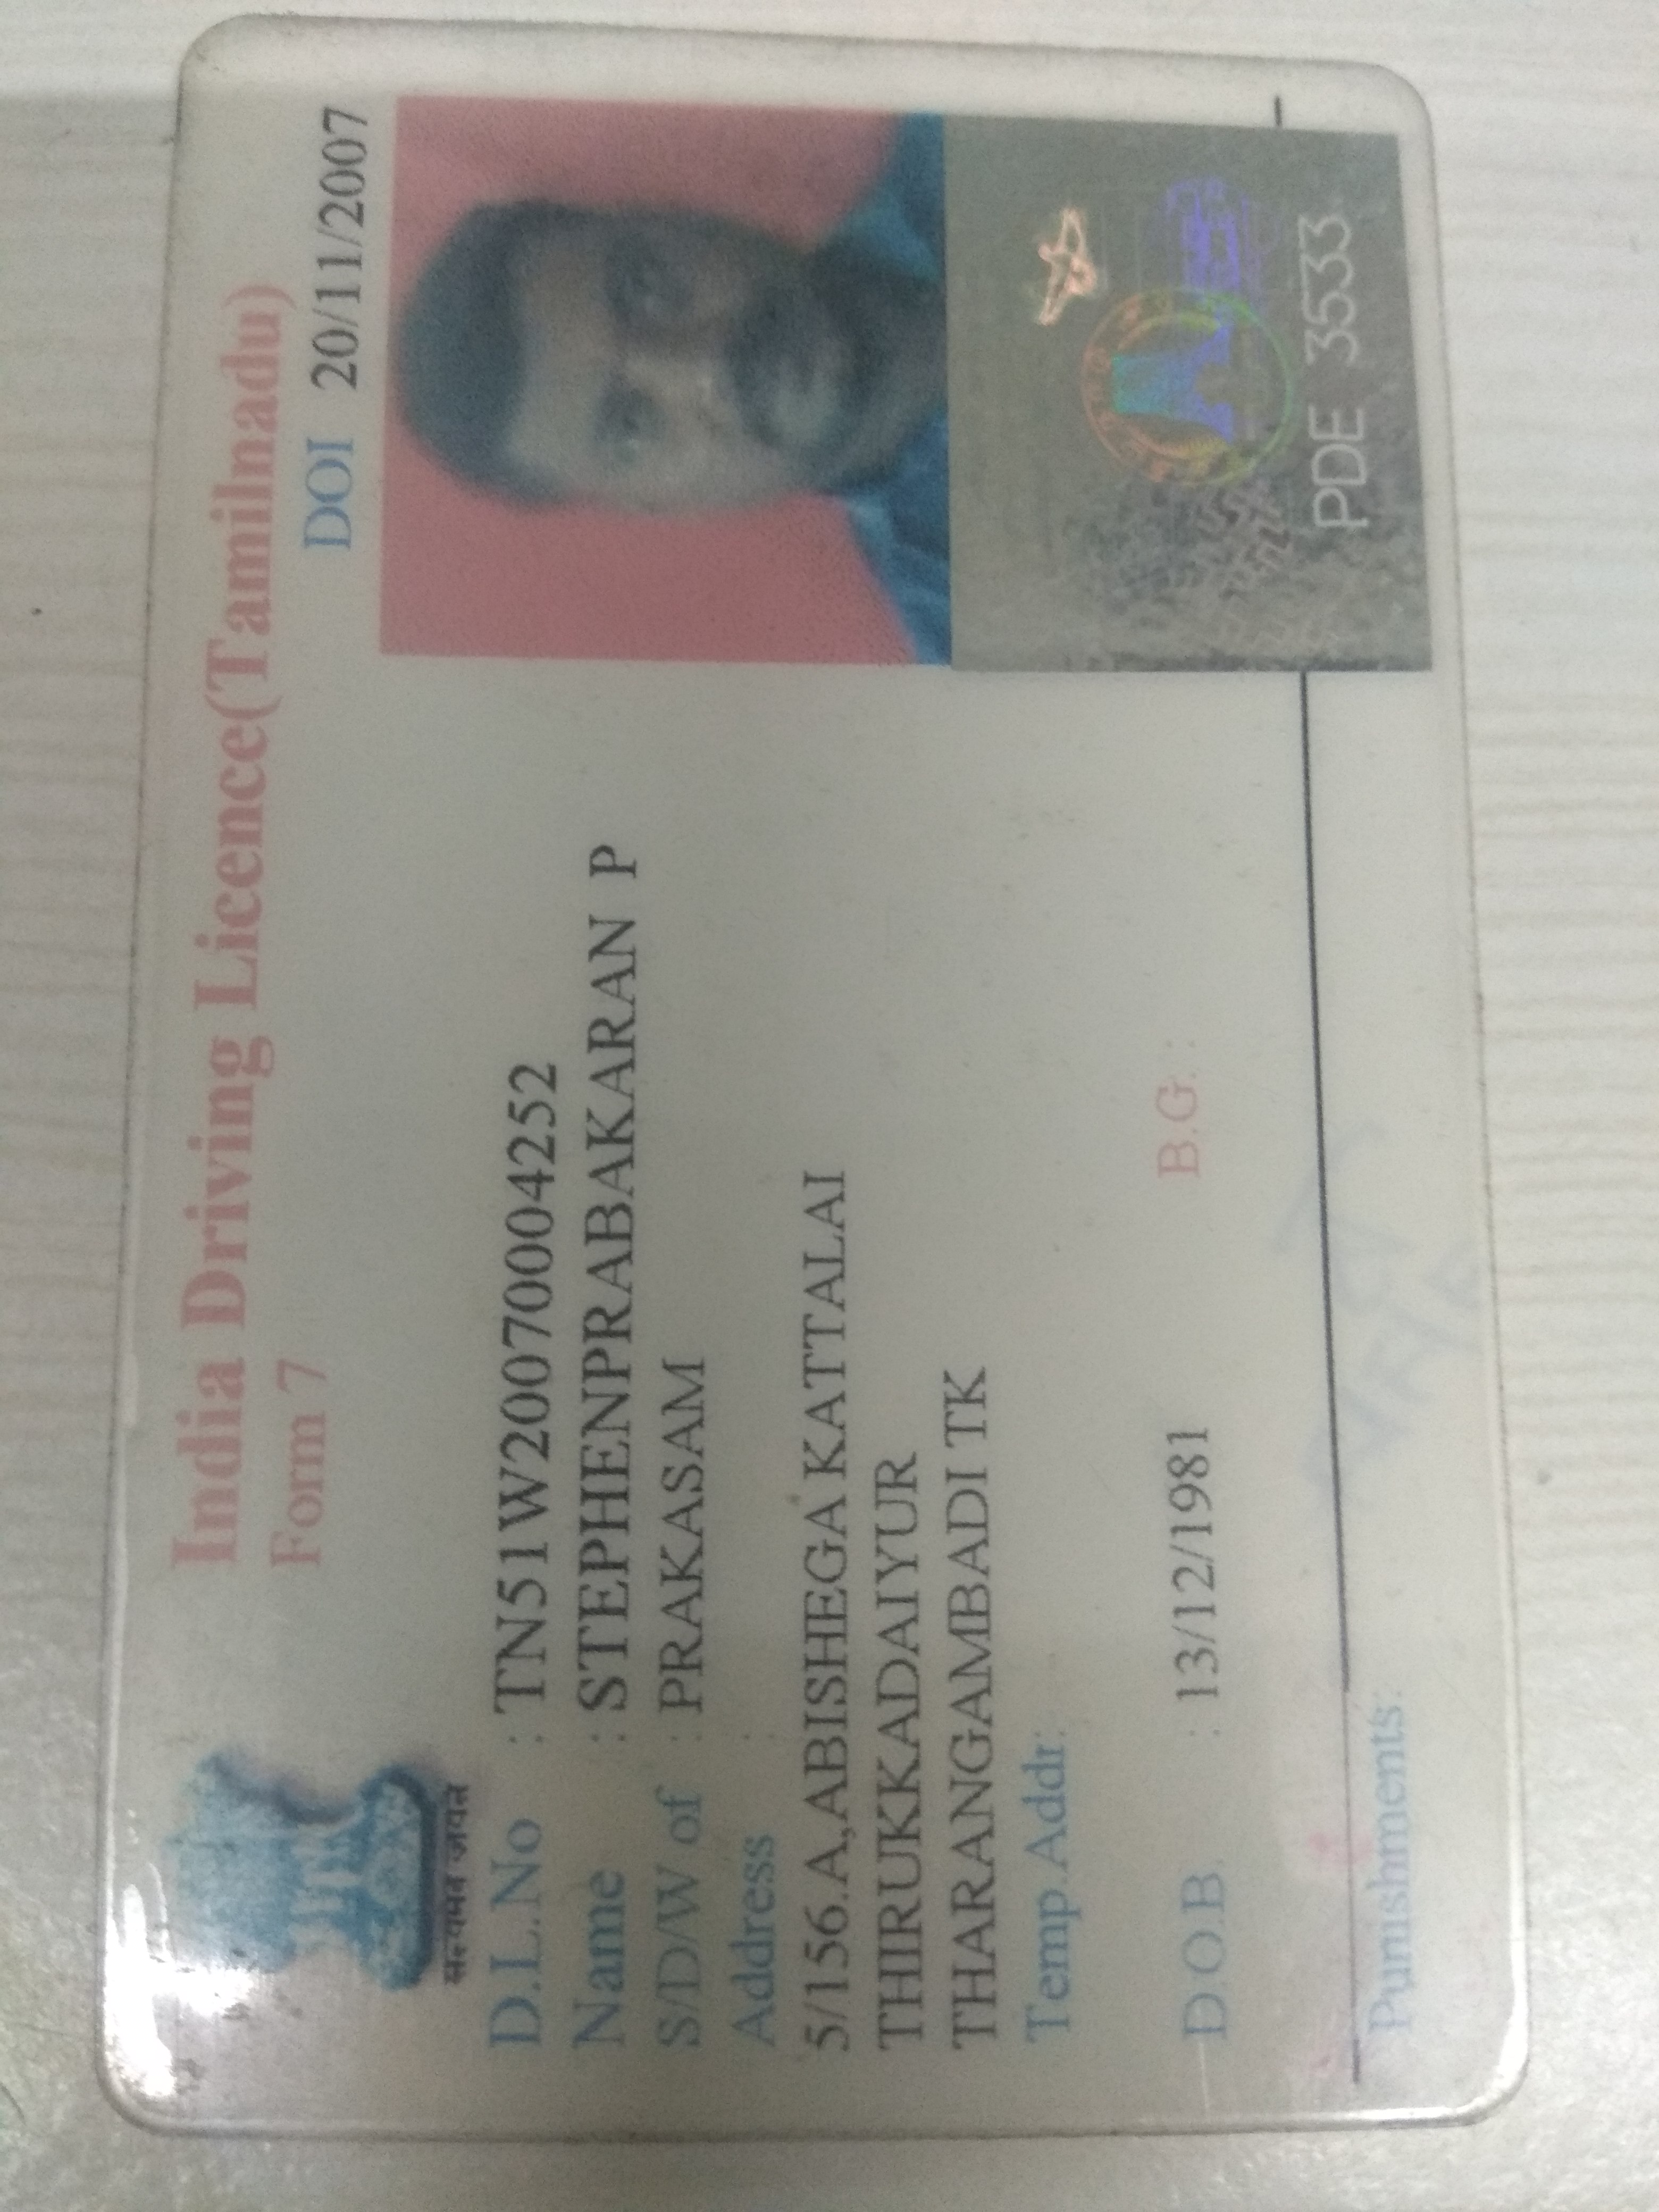 India Driving Licence(Tamilnadu)
Form 7
DOI 20/11/2007
सत्यमेव जयते
D.L.No : TN51W20070004252
Name : STEPHENPRABAKARAN P
S/D/W of : PRAKASAM
Address :
5/156.A,ABISHEGA KATTALAI
THIRUKKADAIYUR
THARANGAMBADI TK
Temp.Addr:
D.O.B. : 13/12/1981 B.G. :
PDE 3533
Punishments: